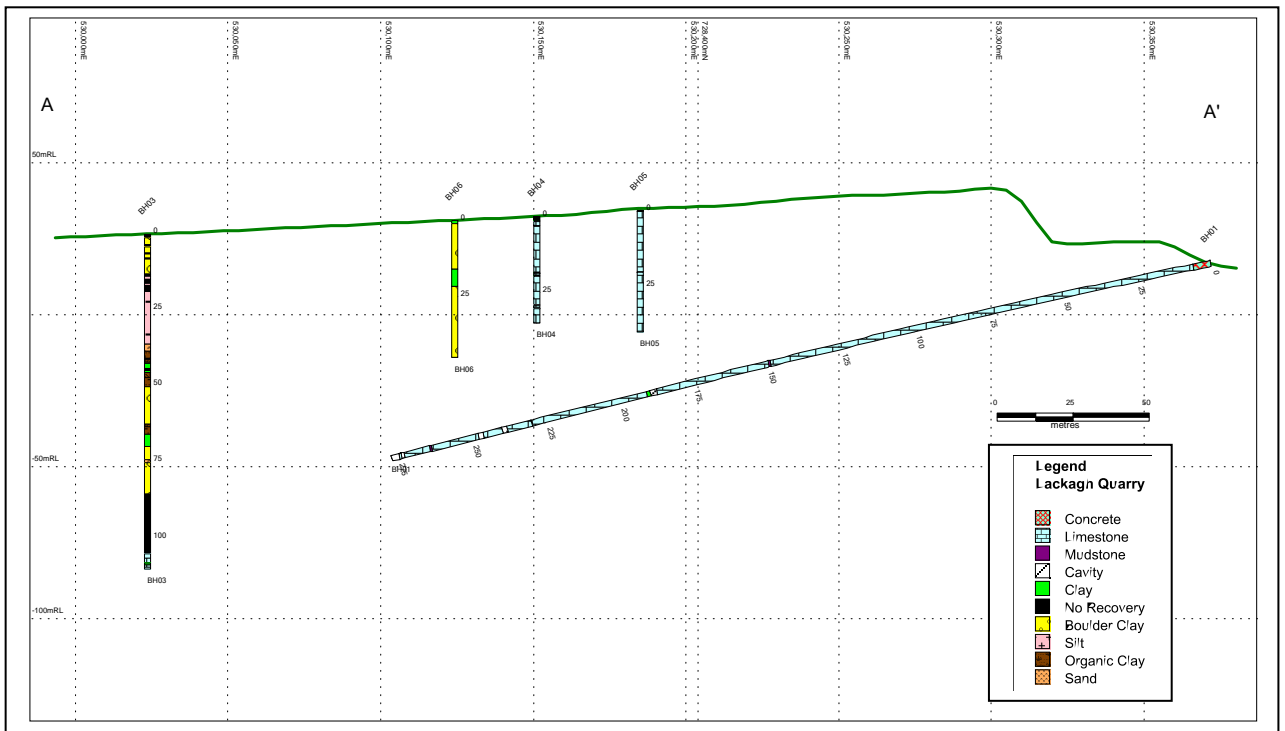 530,000mE
530,050mE
530,100mE
530,150mE
530,200mE
728,400mN
530,250mE
530,300mE
530,350mE
A
A'
50mRL
BH03
BH06
BH04
BH05
BH01
0
0
0
0
0
25
25
25
25
25
50
50
75
75
100
100
125
150
175
200
225
250
BH04
BH05
BH06
BH01
BH03
-50mRL
-100mRL
0 25 50
metres
Legend
Lackagh Quarry
Concrete
Limestone
Mudstone
Cavity
Clay
No Recovery
Boulder Clay
Silt
Organic Clay
Sand